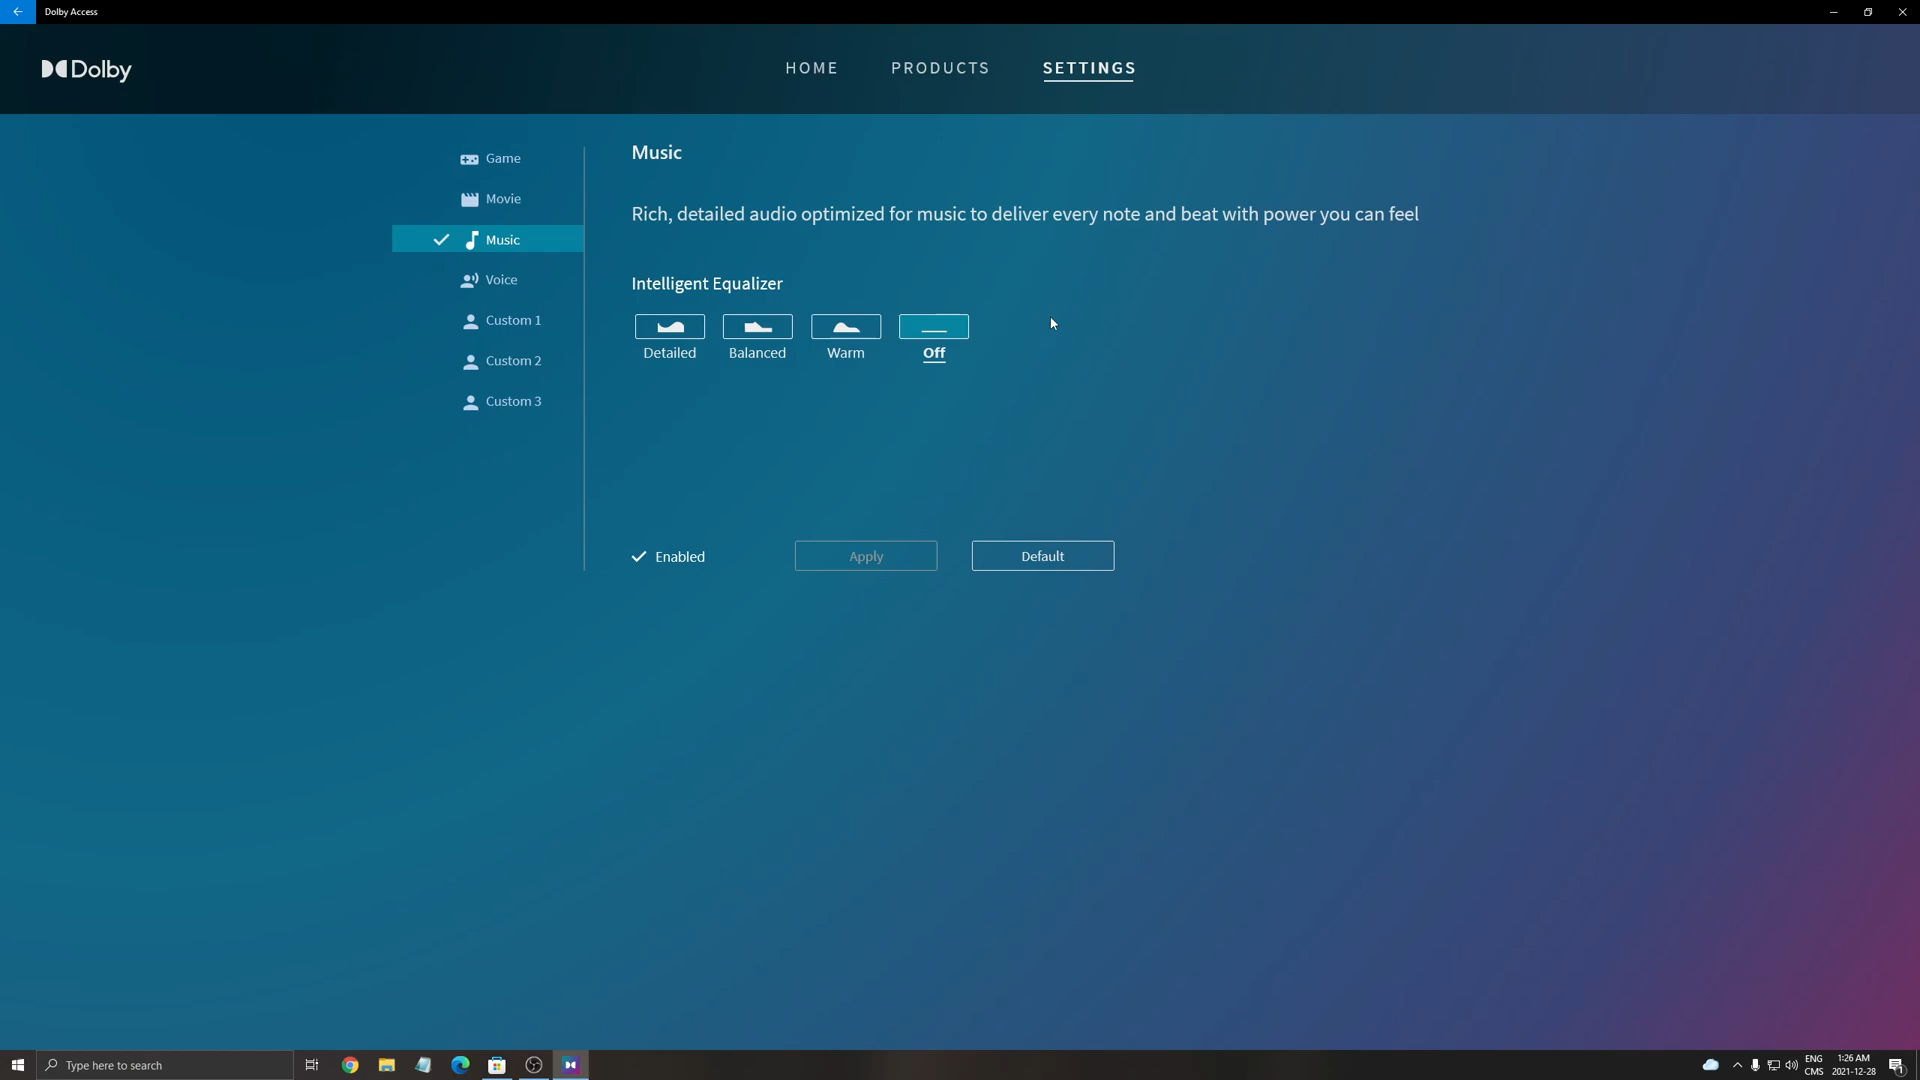 Dolby Access
Dolby
HOME PRODUCTS SETTINGS
Game
Movie
Music
Voice
Custom 1
Custom 2
Custom 3
Music
Rich, detailed audio optimized for music to deliver every note and beat with power you can feel
Intelligent Equalizer
Detailed Balanced Warm Off
Enabled Apply Default
Type here to search
ENG
CMS
1:26 AM
2021-12-28
1